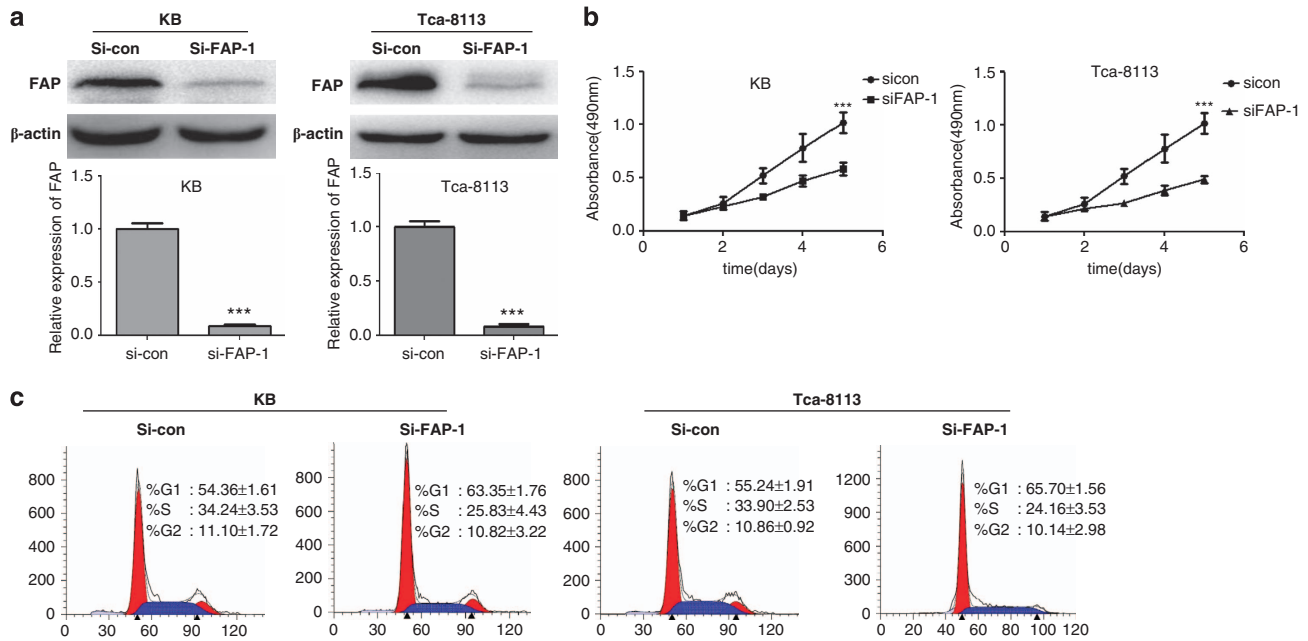 a
KB
Si-con Si-FAP-1
FAP
β-actin
Relative expression of FAP
1.5
1.0
0.5
0.0
KB
***
si-con si-FAP-1
Tca-8113
Si-con Si-FAP-1
FAP
β-actin
Relative expression of FAP
1.5
1.0
0.5
0.0
Tca-8113
***
si-con si-FAP-1
b
Absorbance(490nm)
1.5
1.0
0.5
0.0
KB
sicon
siFAP-1
***
0 2 4 6
time(days)
Absorbance(490nm)
1.5
1.0
0.5
0.0
Tca-8113
sicon
siFAP-1
***
0 2 4 6
time(days)
c
KB
Si-con
800
600
400
200
0
%G1 : 54.36±1.61
%S : 34.24±3.53
%G2 : 11.10±1.72
0 30 60 90 120
Si-FAP-1
800
600
400
200
0
%G1 : 63.35±1.76
%S : 25.83±4.43
%G2 : 10.82±3.22
0 30 60 90 120
Tca-8113
Si-con
800
600
400
200
0
%G1 : 55.24±1.91
%S : 33.90±2.53
%G2 : 10.86±0.92
0 30 60 90 120
Si-FAP-1
1200
900
600
300
0
%G1 : 65.70±1.56
%S : 24.16±3.53
%G2 : 10.14±2.98
0 20 40 60 80 100 120